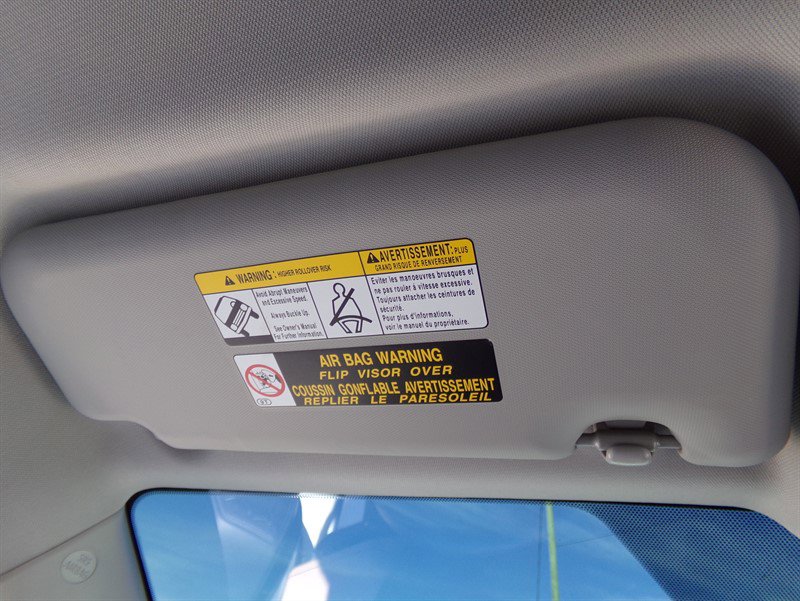 WARNING: HIGHER ROLLOVER RISK
Avoid Abrupt Maneuvers
and Excessive Speed.
Always Buckle Up.
See Owner's Manual
For Further Information.
AVERTISSEMENT: PLUS
GRAND RISQUE DE RENVERSEMENT
Eviter les manoeuvres brusques et
ne pas rouler à vitesse excessive.
Toujours attacher les ceintures de
sécurité.
Pour plus d'informations,
voir le manuel du propriétaire.
AIR BAG WARNING
FLIP VISOR OVER
COUSSIN GONFLABLE AVERTISSEMENT
REPLIER LE PARESOLEIL
SRS
AIRBAG